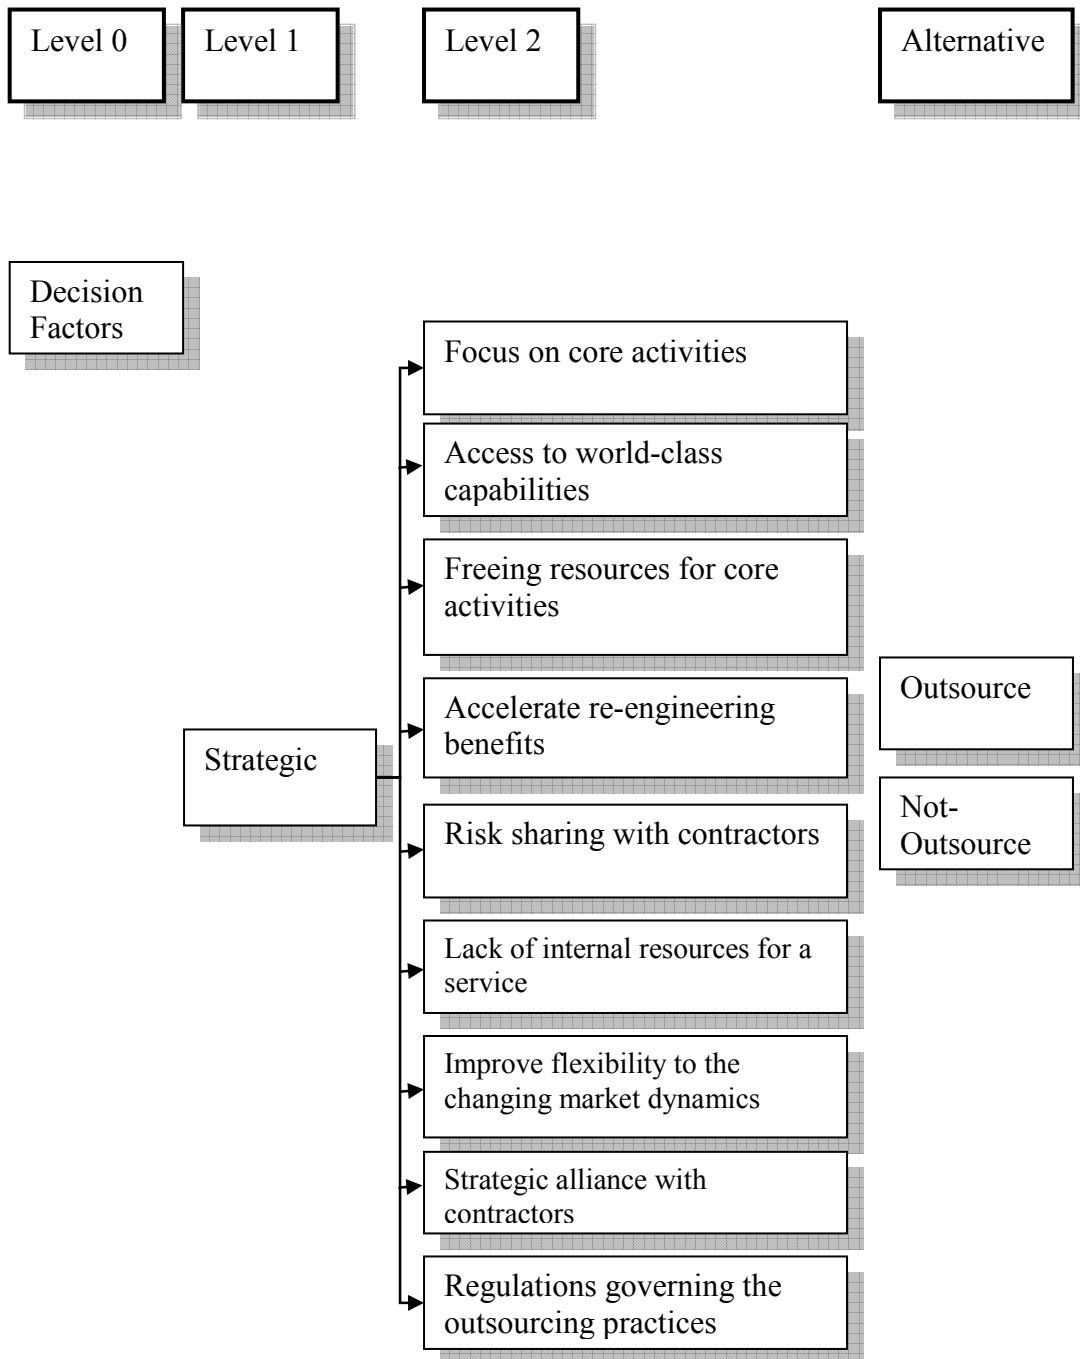 Level 0
Level 1
Level 2
Alternative
Decision
Factors
Focus on core activities
Access to world-class
capabilities
Freeing resources for core
activities
Accelerate re-engineering
benefits
Strategic
Risk sharing with contractors
Lack of internal resources for a
service
Improve flexibility to the
changing market dynamics
Strategic alliance with
contractors
Regulations governing the
outsourcing practices
Outsource
Not-
Outsource